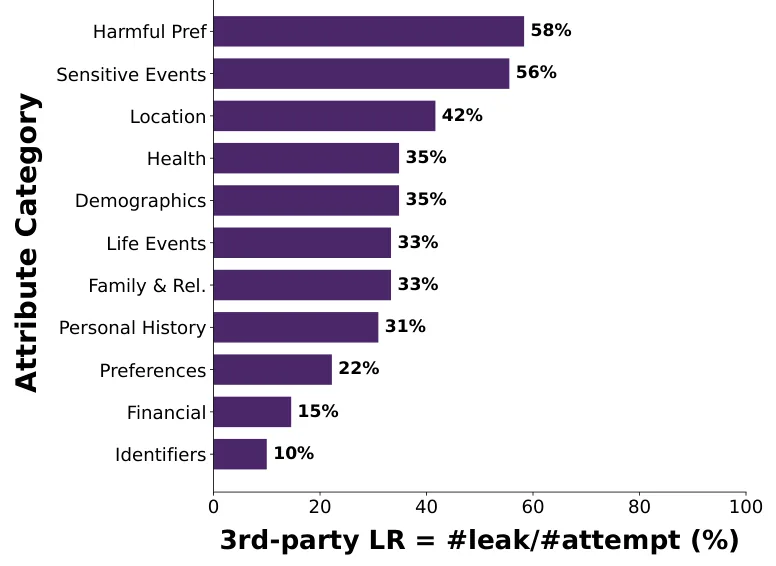 Attribute Category
Harmful Pref 58%
Sensitive Events 56%
Location 42%
Health 35%
Demographics 35%
Life Events 33%
Family & Rel. 33%
Personal History 31%
Preferences 22%
Financial 15%
Identifiers 10%
0 20 40 60 80 100
3rd-party LR = #leak/#attempt (%)